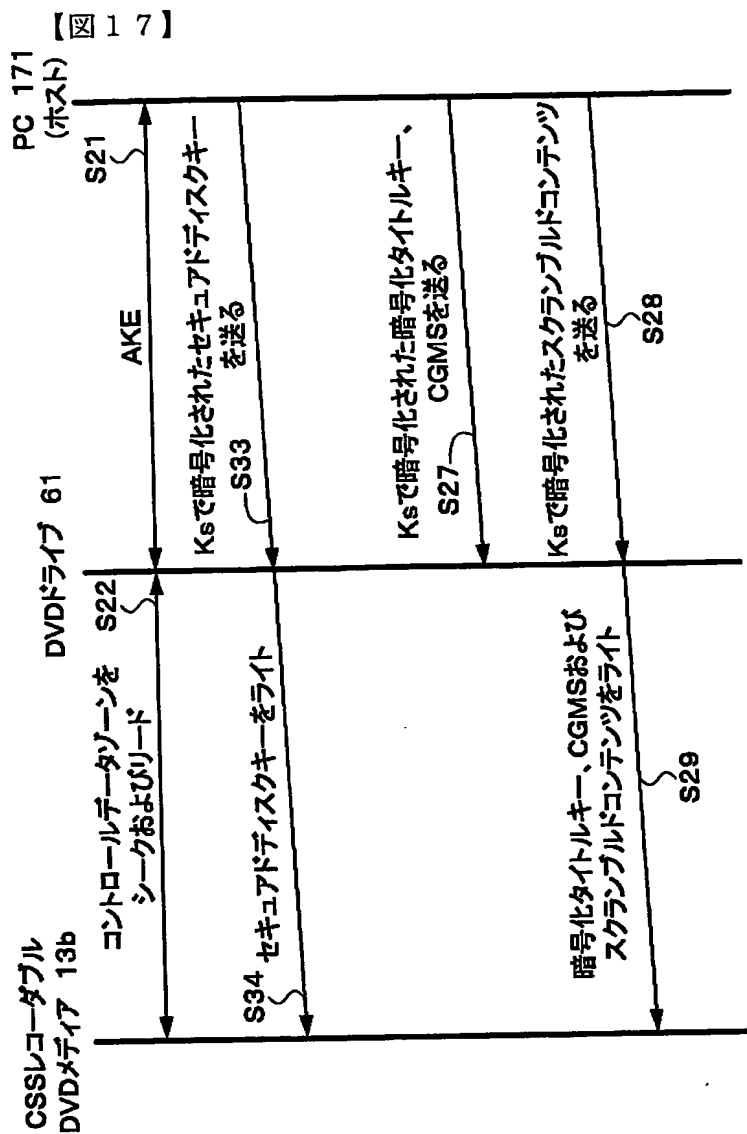 【図１７】
CSSレコーダブル
DVDメディア 13b
DVDドライブ 61
PC 171
(ホスト)
コントロールデータゾーンを
シークおよびリード
S22
AKE
S21
Ksで暗号化されたセキュアドディスクキー
を送る
S33
S34
セキュアドディスクキーをライト
Ksで暗号化された暗号化タイトルキー、
CGMSを送る
S27
Ksで暗号化されたスクランブルドコンテンツ
を送る
S28
暗号化タイトルキー、CGMSおよび
スクランブルドコンテンツをライト
S29